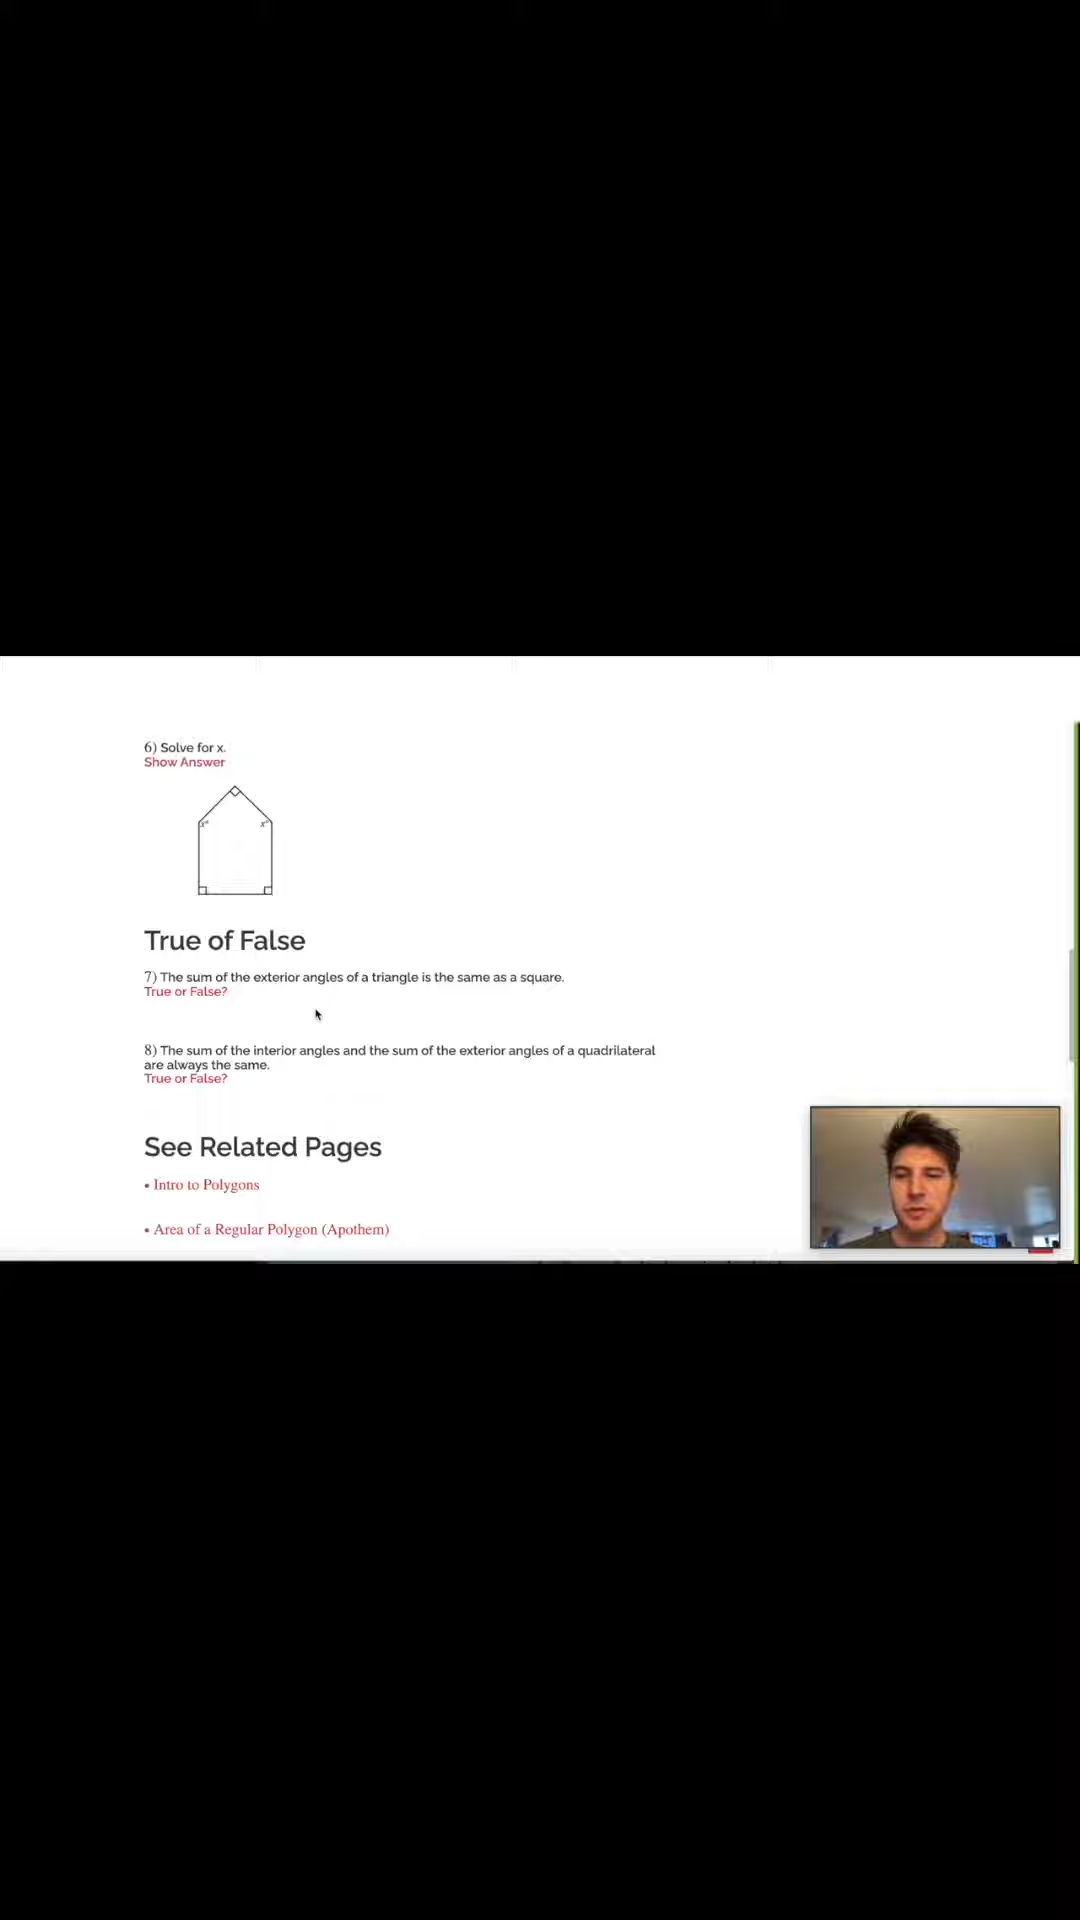 6) Solve for x.
Show Answer
x° x°
True of False
7) The sum of the exterior angles of a triangle is the same as a square.
True or False?
8) The sum of the interior angles and the sum of the exterior angles of a quadrilateral
are always the same.
True or False?
See Related Pages
• Intro to Polygons
• Area of a Regular Polygon (Apothem)